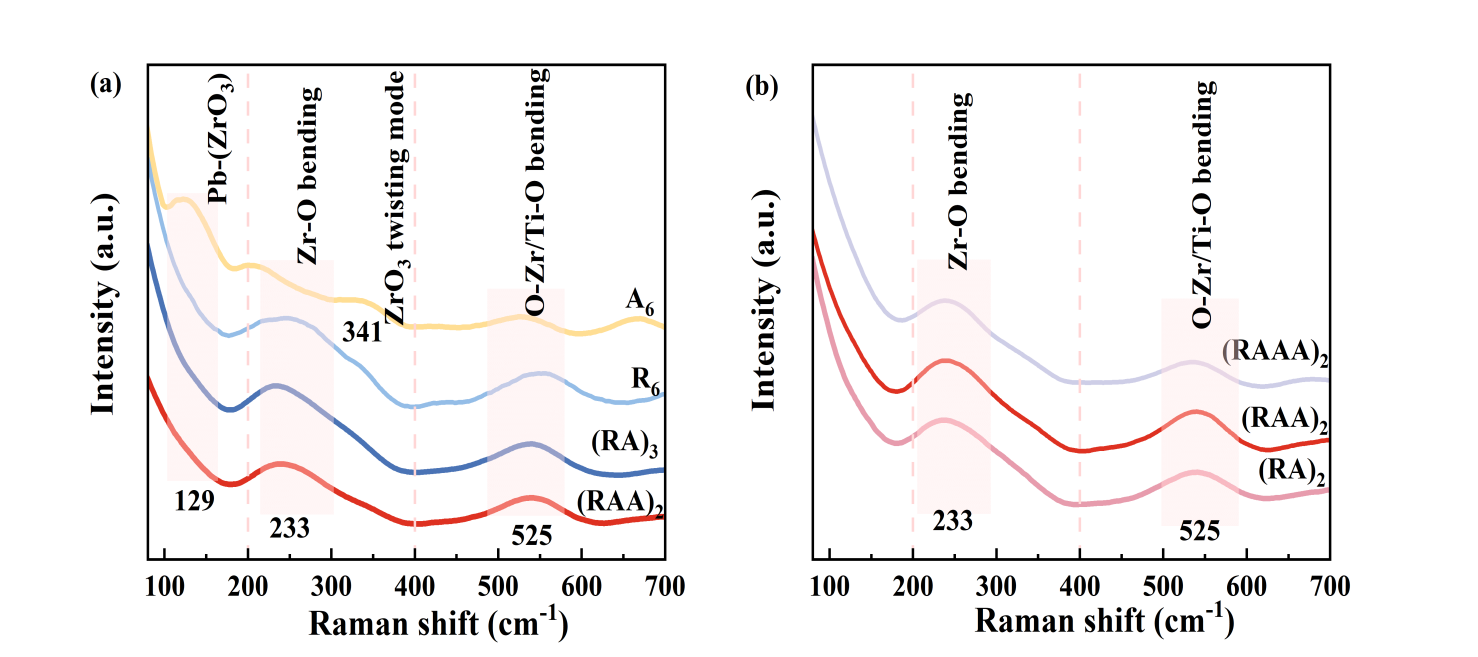 (a)
Intensity (a.u.)
Pb-(ZrO3)
Zr-O bending
ZrO3 twisting mode
O-Zr/Ti-O bending
A6
341
R6
(RA)3
(RAA)2
129
233
525
100 200 300 400 500 600 700
Raman shift (cm-1)
(b)
Intensity (a.u.)
Zr-O bending
O-Zr/Ti-O bending
(RAAA)2
(RAA)2
(RA)2
233
525
100 200 300 400 500 600 700
Raman shift (cm-1)